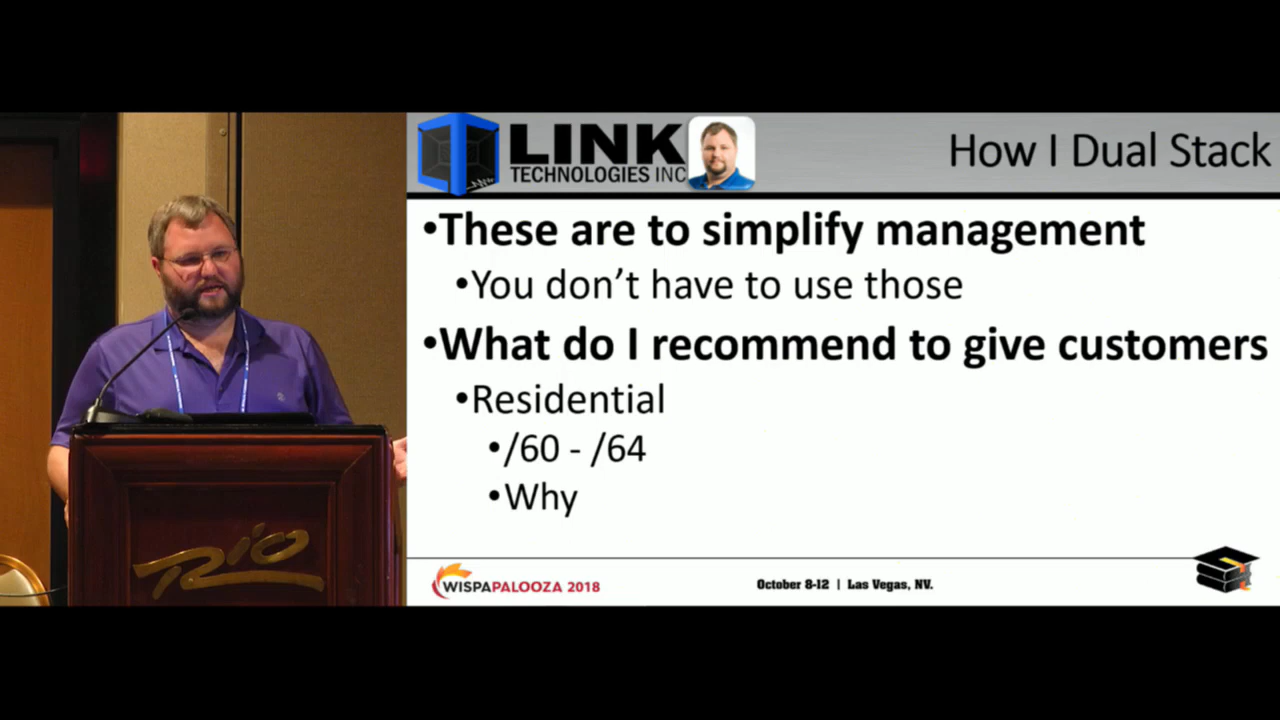 LINK
TECHNOLOGIES INC
How I Dual Stack
•These are to simplify management
•You don't have to use those
•What do I recommend to give customers
•Residential
•/60 - /64
•Why
RIO
WISPAPALOOZA 2018
October 8-12 | Las Vegas, NV.